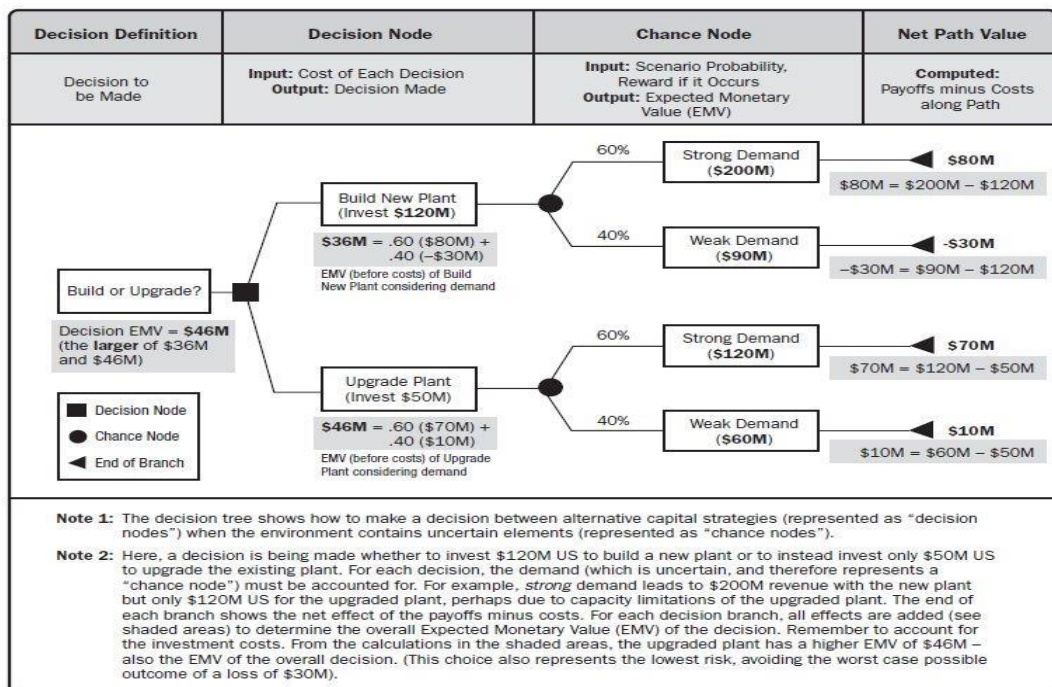 Decision Definition
Decision Node
Chance Node
Net Path Value
Decision to
be Made
Input: Cost of Each Decision
Output: Decision Made
Input: Scenario Probability,
Reward if it Occurs
Output: Expected Monetary
Value (EMV)
Computed:
Payoffs minus Costs
along Path
Build or Upgrade?
Decision EMV = $46M
(the larger of $36M
and $46M)
Build New Plant
(Invest $120M)
$36M = .60 ($80M) +
.40 (–$30M)
EMV (before costs) of Build
New Plant considering demand
60%
Strong Demand
($200M)
$80M
$80M = $200M – $120M
40%
Weak Demand
($90M)
-$30M
–$30M = $90M – $120M
Upgrade Plant
(Invest $50M)
$46M = .60 ($70M) +
.40 ($10M)
EMV (before costs) of Upgrade
Plant considering demand
60%
Strong Demand
($120M)
$70M
$70M = $120M – $50M
40%
Weak Demand
($60M)
$10M
$10M = $60M – $50M
Decision Node
Chance Node
End of Branch
Note 1: The decision tree shows how to make a decision between alternative capital strategies (represented as “decision
nodes”) when the environment contains uncertain elements (represented as “chance nodes”).
Note 2: Here, a decision is being made whether to invest $120M US to build a new plant or to instead invest only $50M US
to upgrade the existing plant. For each decision, the demand (which is uncertain, and therefore represents a
“chance node”) must be accounted for. For example, strong demand leads to $200M revenue with the new plant
but only $120M US for the upgraded plant, perhaps due to capacity limitations of the upgraded plant. The end of
each branch shows the net effect of the payoffs minus costs. For each decision branch, all effects are added (see
shaded areas) to determine the overall Expected Monetary Value (EMV) of the decision. Remember to account for
the investment costs. From the calculations in the shaded areas, the upgraded plant has a higher EMV of $46M –
also the EMV of the overall decision. (This choice also represents the lowest risk, avoiding the worst case possible
outcome of a loss of $30M).